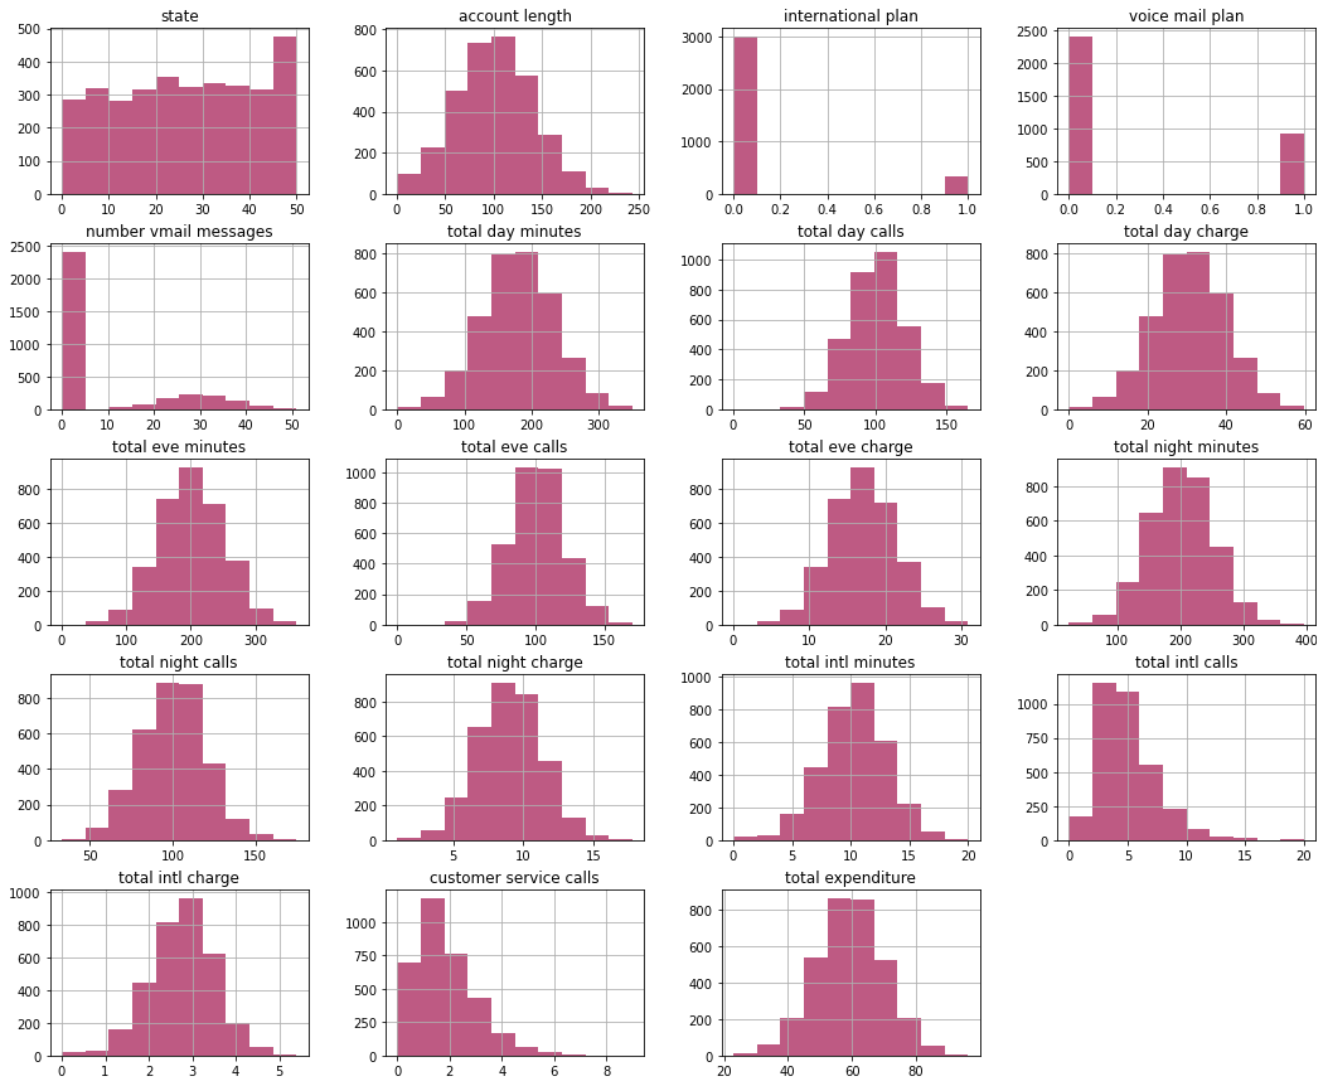 state
500
400
300
200
100
0
0 10 20 30 40 50
account length
800
600
400
200
0
0 50 100 150 200 250
international plan
3000
2000
1000
0
0.0 0.2 0.4 0.6 0.8 1.0
voice mail plan
2500
2000
1500
1000
500
0
0.0 0.2 0.4 0.6 0.8 1.0
number vmail messages
2500
2000
1500
1000
500
0
0 10 20 30 40 50
total day minutes
800
600
400
200
0
0 100 200 300
total day calls
1000
800
600
400
200
0
0 50 100 150
total day charge
800
600
400
200
0
0 20 40 60
total eve minutes
800
600
400
200
0
0 100 200 300
total eve calls
1000
800
600
400
200
0
0 50 100 150
total eve charge
800
600
400
200
0
0 10 20 30
total night minutes
800
600
400
200
0
100 200 300 400
total night calls
800
600
400
200
0
50 100 150
total night charge
800
600
400
200
0
5 10 15
total intl minutes
1000
800
600
400
200
0
0 5 10 15 20
total intl calls
1000
750
500
250
0
0 5 10 15 20
total intl charge
1000
800
600
400
200
0
0 1 2 3 4 5
customer service calls
1000
750
500
250
0
0 2 4 6 8
total expenditure
800
600
400
200
0
20 40 60 80